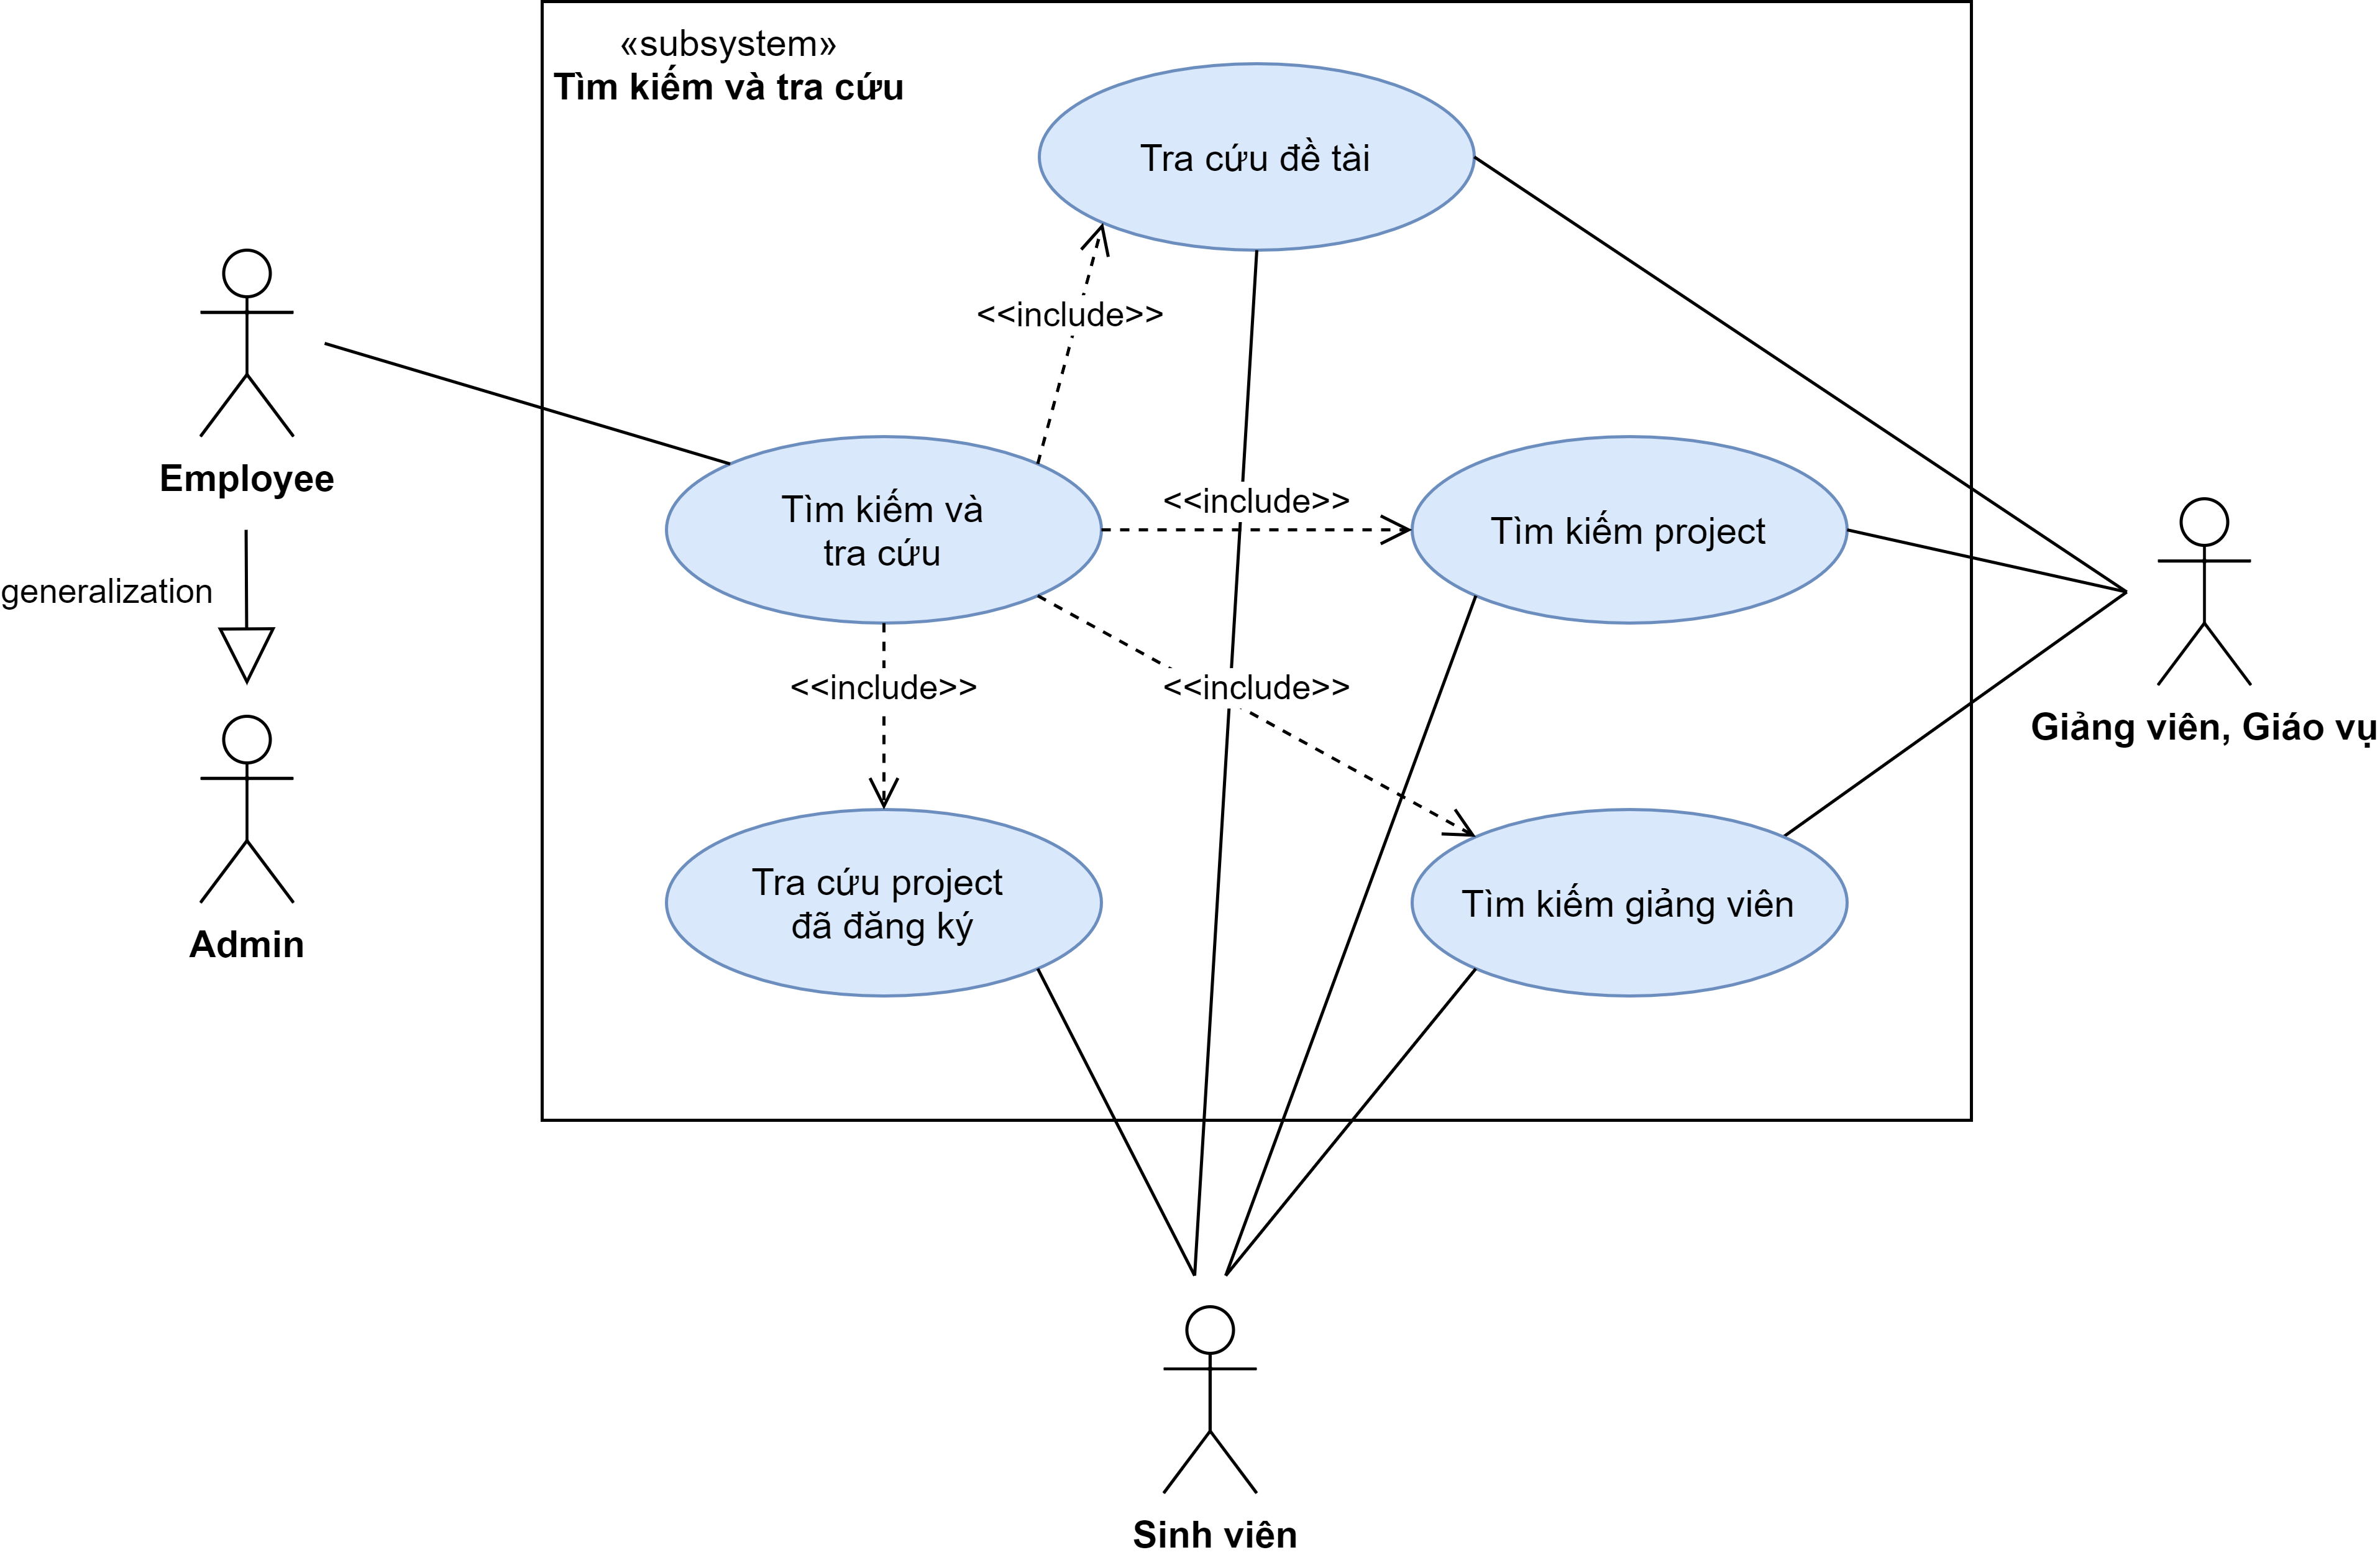 «subsystem»
Tìm kiếm và tra cứu
Tra cứu đề tài
<<include>>
Employee
Tìm kiếm và
tra cứu
<<include>>
Tìm kiếm project
generalization
<<include>>
<<include>>
Giảng viên, Giáo vụ
Tra cứu project
đã đăng ký
Tìm kiếm giảng viên
Admin
Sinh viên